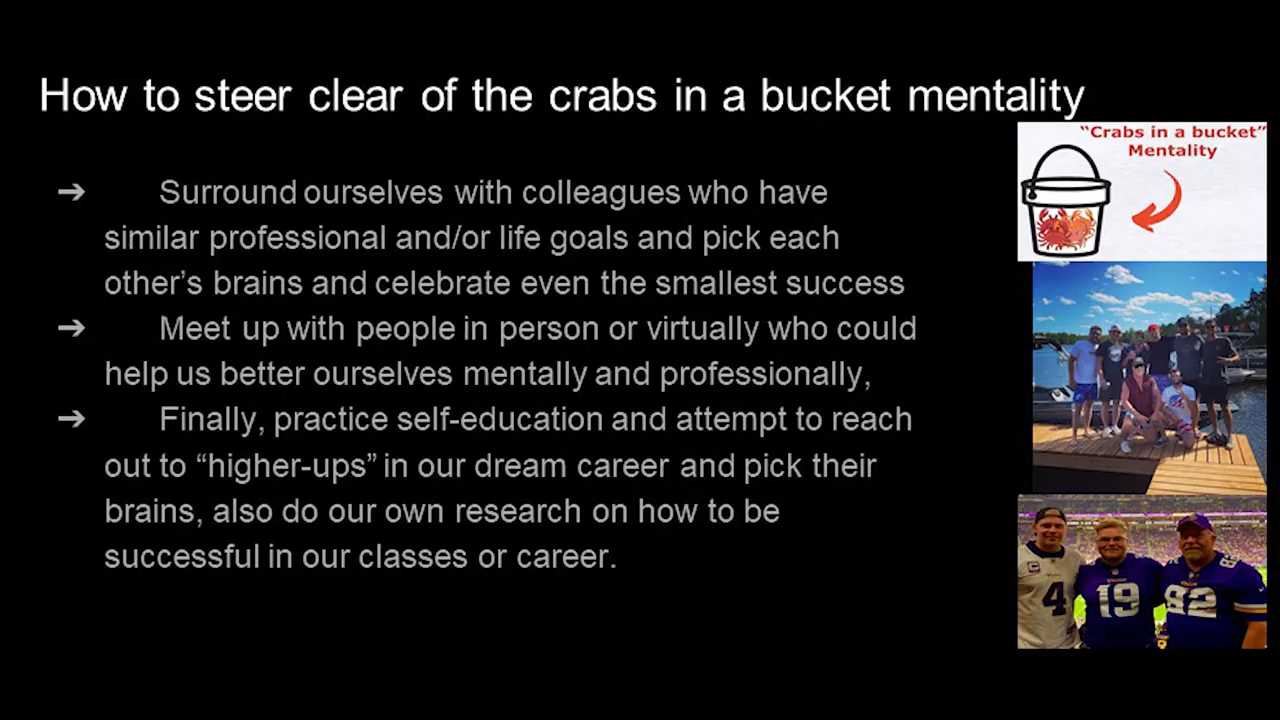 How to steer clear of the crabs in a bucket mentality
“Crabs in a bucket”
Mentality
➔ Surround ourselves with colleagues who have
similar professional and/or life goals and pick each
other’s brains and celebrate even the smallest success
➔ Meet up with people in person or virtually who could
help us better ourselves mentally and professionally,
➔ Finally, practice self-education and attempt to reach
out to “higher-ups” in our dream career and pick their
brains, also do our own research on how to be
successful in our classes or career.
4
19
82